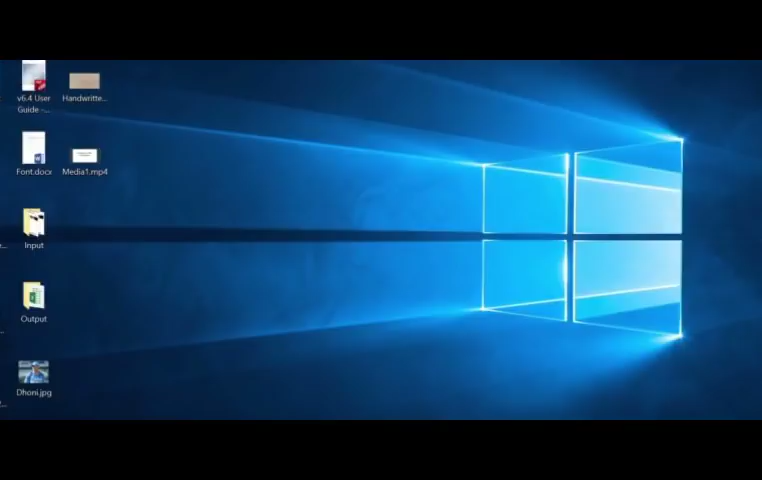 v6.4 User
Guide -...
Handwritte...
Font.docx
Media1.mp4
Input
Output
Dhoni.jpg